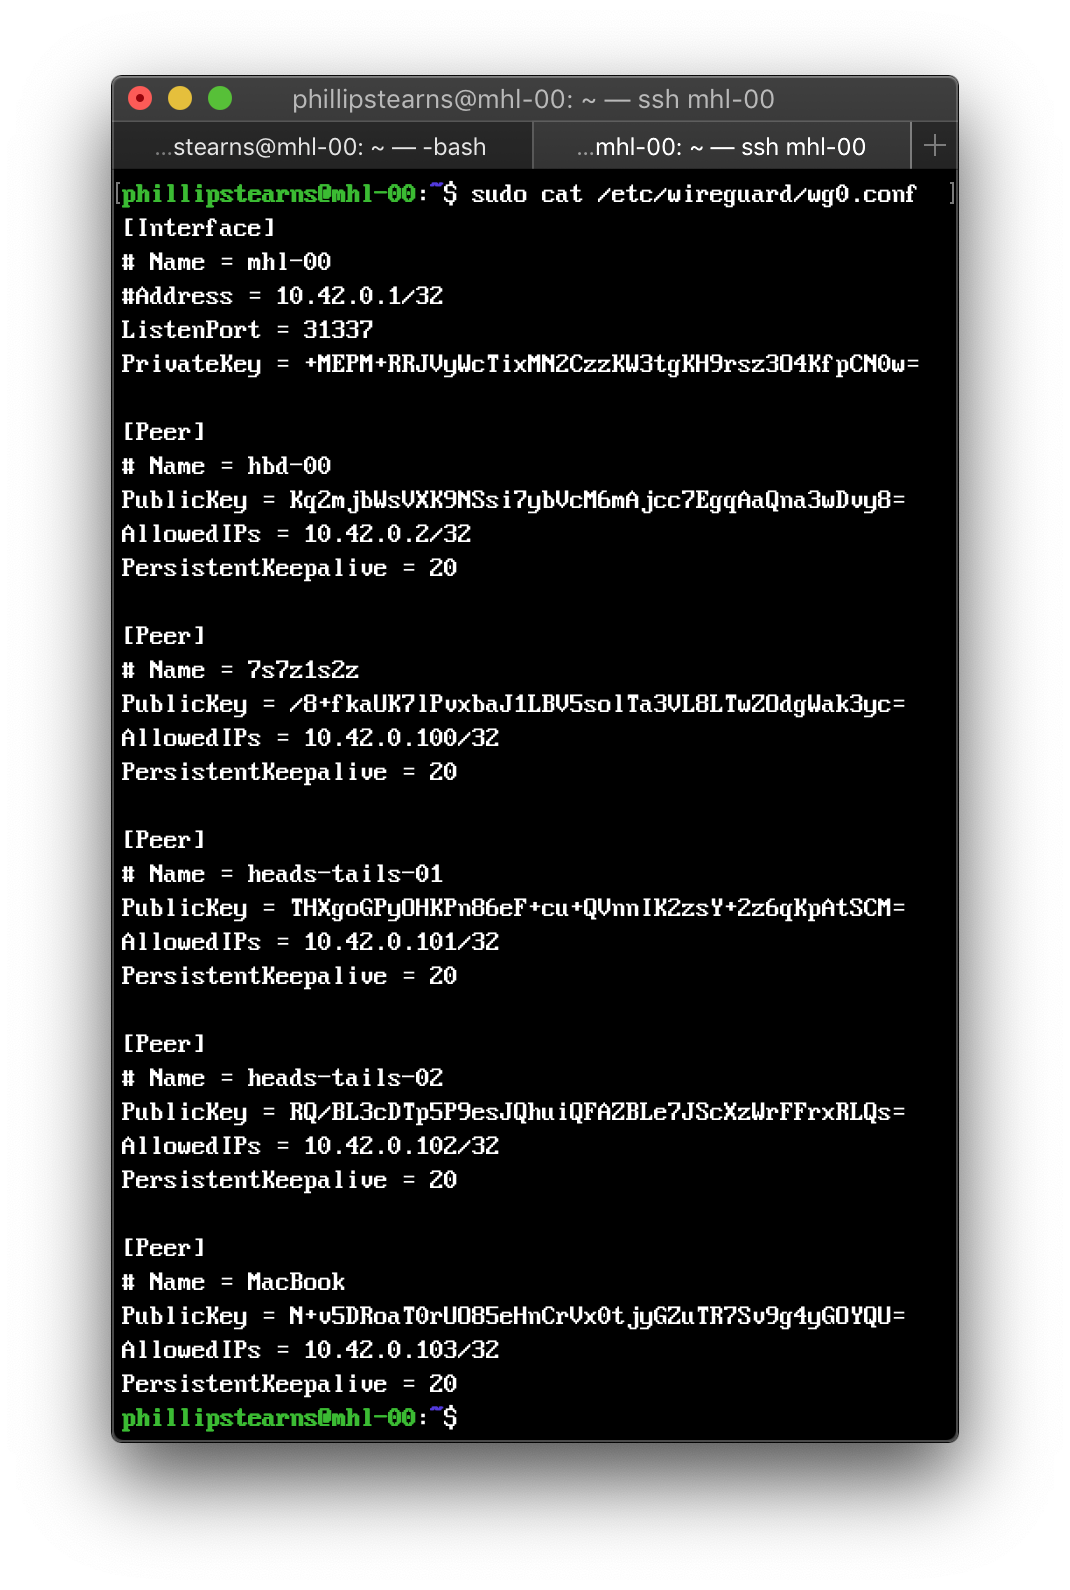 phillipstearns@mhl-00: ~ — ssh mhl-00
...stearns@mhl-00: ~ — -bash
...mhl-00: ~ — ssh mhl-00
[phillipstearns@mhl-00:~$ sudo cat /etc/wireguard/wg0.conf ]
[Interface]
# Name = mhl-00
#Address = 10.42.0.1/32
ListenPort = 31337
PrivateKey = +MEPM+RRJVyWcTixMN2CzzKW3tgKH9rsz3O4KfpCN0w=
[Peer]
# Name = hbd-00
PublicKey = Kq2mjbWsVXK9NSsi7ybVcM6mAjcc7EgqAaQna3wDvy8=
AllowedIPs = 10.42.0.2/32
PersistentKeepalive = 20
[Peer]
# Name = 7s7z1s2z
PublicKey = /8+fkaUK7lPvxbaJ1LBV5solTa3VL8LTwZOdgWak3yc=
AllowedIPs = 10.42.0.100/32
PersistentKeepalive = 20
[Peer]
# Name = heads-tails-01
PublicKey = THXgoGPyOHKPn86eF+cu+QVnnIK2zsY+2z6qKpAtSCM=
AllowedIPs = 10.42.0.101/32
PersistentKeepalive = 20
[Peer]
# Name = heads-tails-02
PublicKey = RQ/BL3cDTp5P9esJQhuiQFAZBLe7JScXzWrFFrxRLQs=
AllowedIPs = 10.42.0.102/32
PersistentKeepalive = 20
[Peer]
# Name = MacBook
PublicKey = N+v5DRoaT0rUO85eHnCrVx0tjyGZuTR7Sv9g4yGOYQU=
AllowedIPs = 10.42.0.103/32
PersistentKeepalive = 20
phillipstearns@mhl-00:~$